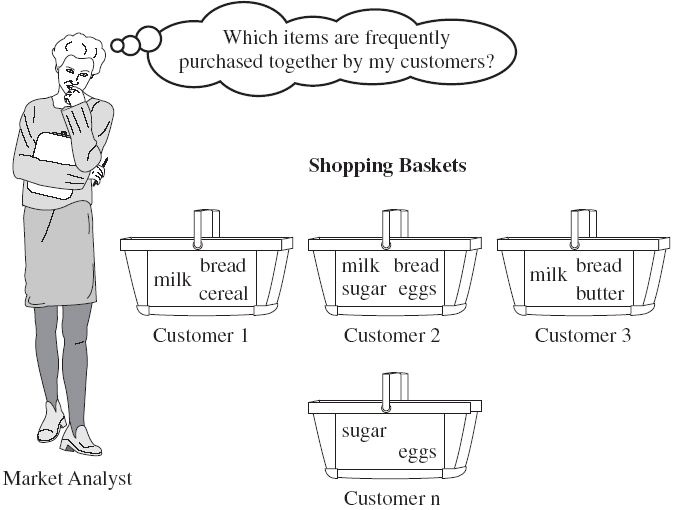 Which items are frequently
purchased together by my customers?
Shopping Baskets
milk bread
cereal
Customer 1
milk bread
sugar eggs
Customer 2
milk bread
butter
Customer 3
sugar
eggs
Customer n
Market Analyst